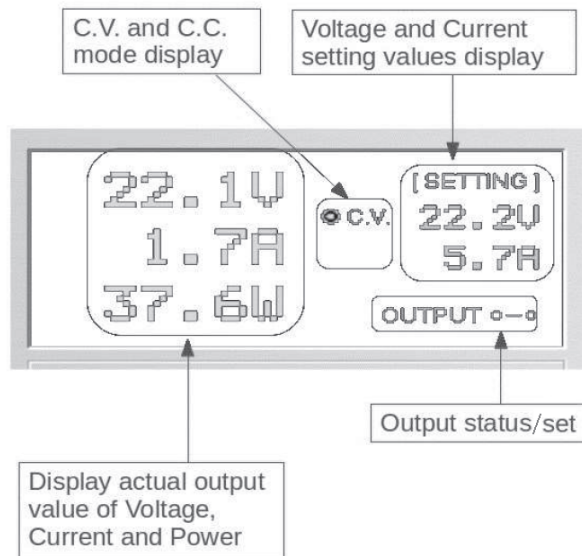 C.V. and C.C.
mode display
Voltage and Current
setting values display
22.1V
1.7A
37.6W
C.V.
[SETTING]
22.2V
5.7A
OUTPUT
Output status/set
Display actual output
value of Voltage,
Current and Power